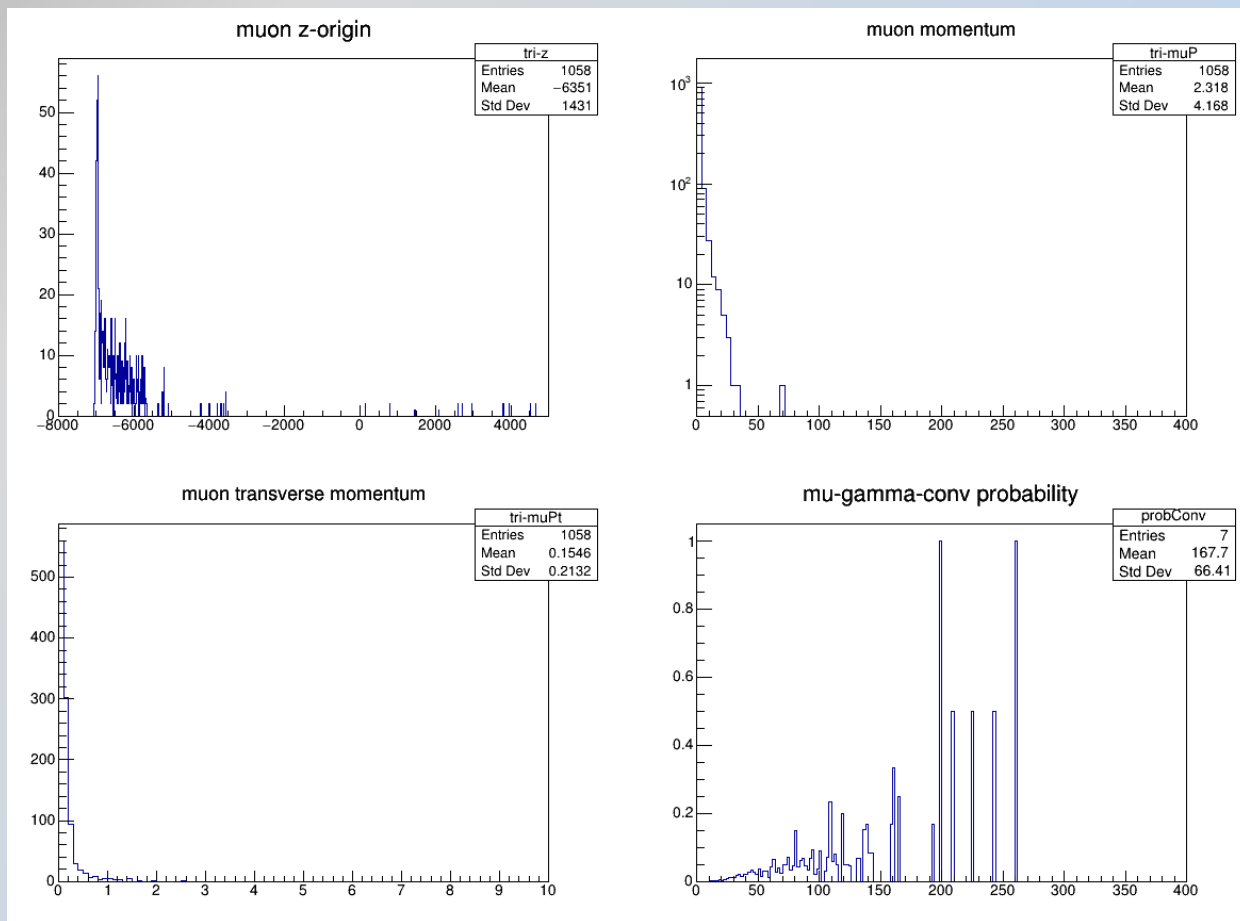 muon z-origin
tri-z
Entries 1058
Mean −6351
Std Dev 1431
50
40
30
20
10
0
−8000 −6000 −4000 −2000 0 2000 4000
muon momentum
tri-muP
Entries 1058
Mean 2.318
Std Dev 4.168
10^3
10^2
10
1
0 50 100 150 200 250 300 350 400
muon transverse momentum
tri-muPt
Entries 1058
Mean 0.1546
Std Dev 0.2132
500
400
300
200
100
0
0 1 2 3 4 5 6 7 8 9 10
mu-gamma-conv probability
probConv
Entries 7
Mean 167.7
Std Dev 66.41
1
0.8
0.6
0.4
0.2
0
0 50 100 150 200 250 300 350 400